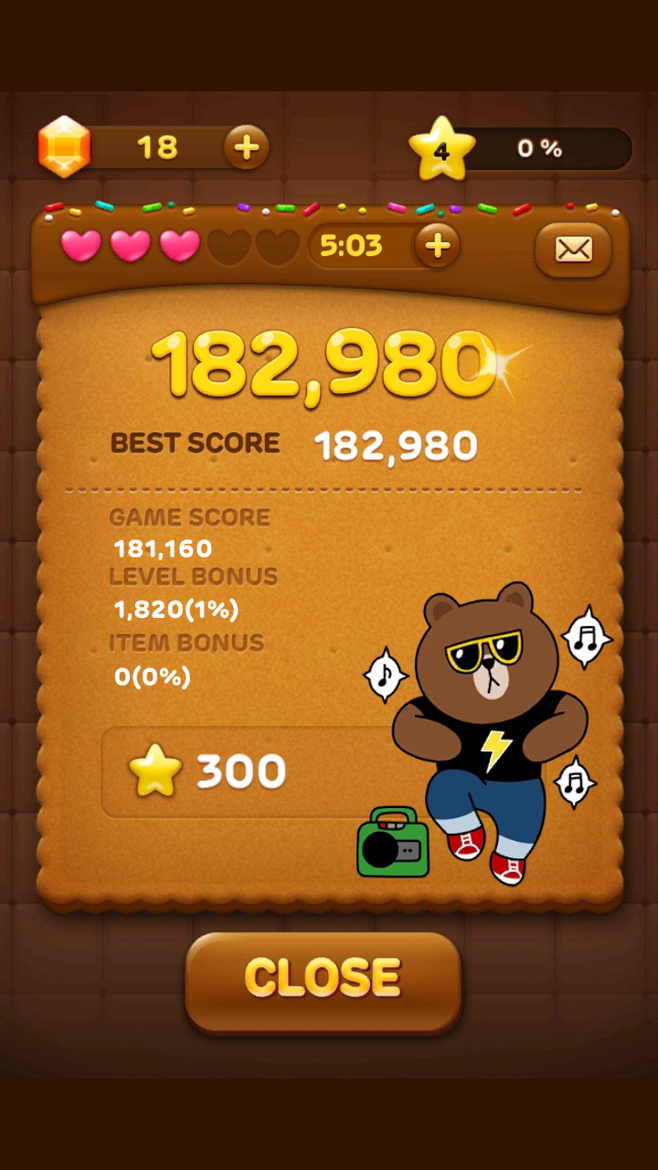 18
4
0 %
5:03
182,980
BEST SCORE 182,980
GAME SCORE
181,160
LEVEL BONUS
1,820(1%)
ITEM BONUS
0(0%)
300
CLOSE